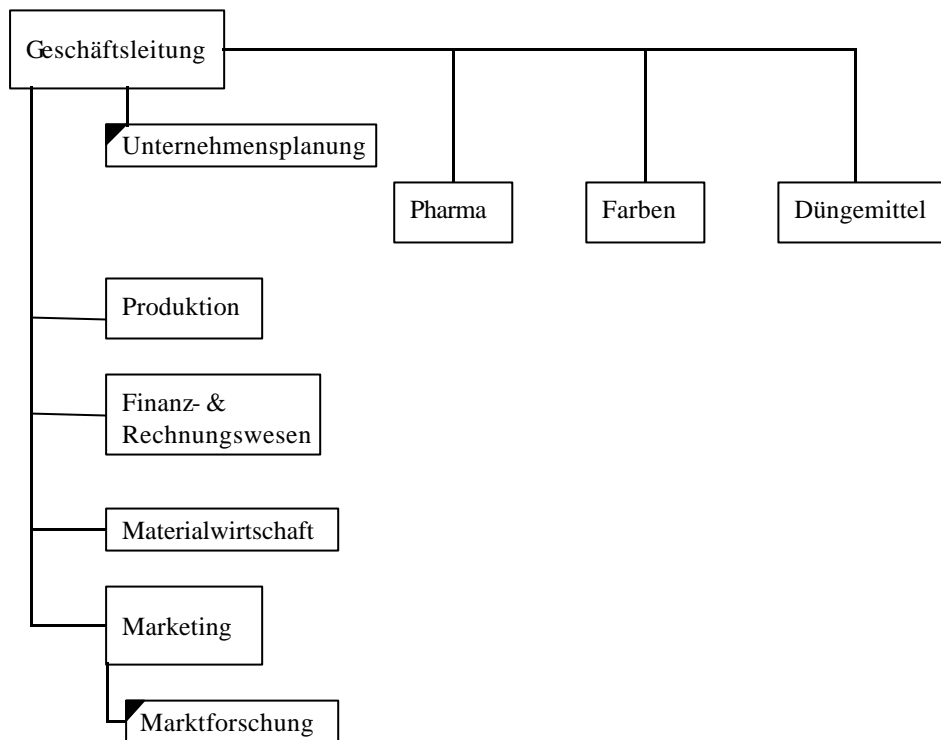 Geschäftsleitung
Unternehmensplanung
Pharma
Farben
Düngemittel
Produktion
Finanz- &
Rechnungswesen
Materialwirtschaft
Marketing
Marktforschung